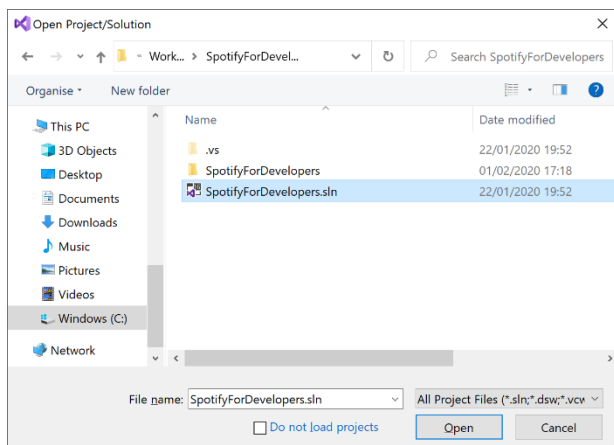 Open Project/Solution
Work... > SpotifyForDevel...
Search SpotifyForDevelopers
Organise
New folder
This PC
3D Objects
Desktop
Documents
Downloads
Music
Pictures
Videos
Windows (C:)
Network
Name Date modified
.vs 22/01/2020 19:52
SpotifyForDevelopers 01/02/2020 17:18
SpotifyForDevelopers.sln 22/01/2020 19:52
File name: SpotifyForDevelopers.sln
All Project Files (*.sln;*.dsw;*.vcw
Do not load projects
Open
Cancel